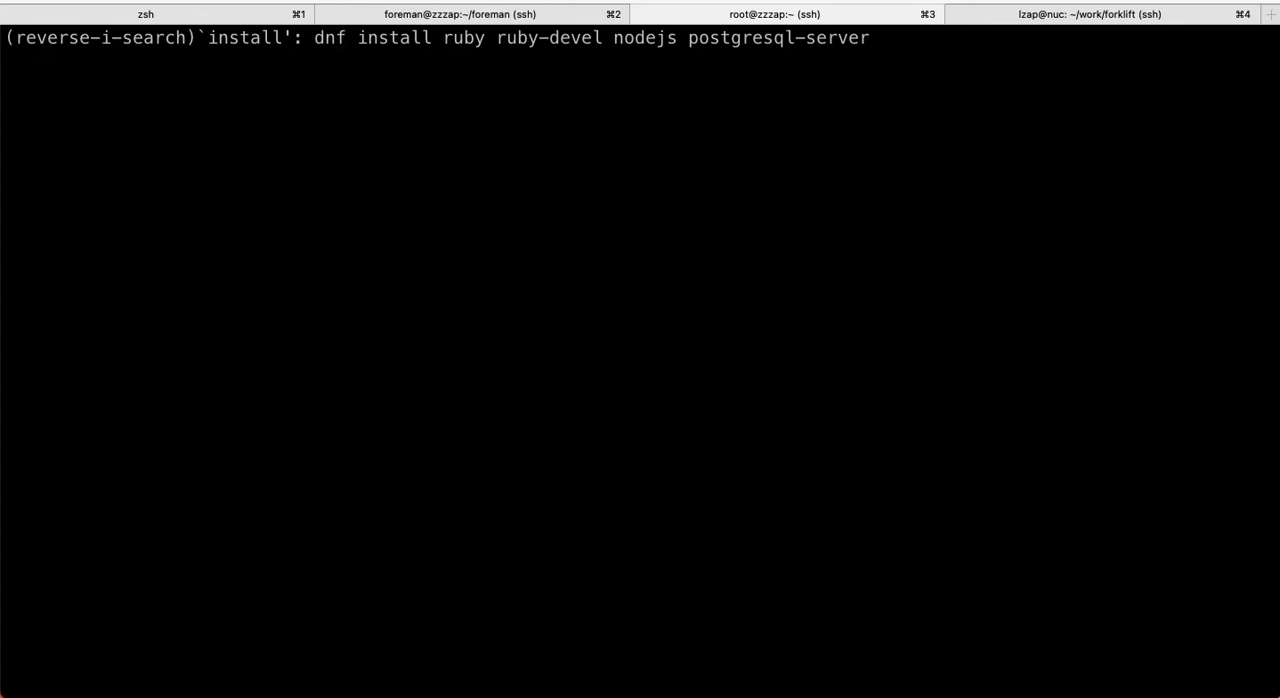 zsh ⌘1 foreman@zzzap:~/foreman (ssh) ⌘2 root@zzzap:~ (ssh) ⌘3 lzap@nuc: ~/work/forklift (ssh) ⌘4 +
(reverse-i-search)`install': dnf install ruby ruby-devel nodejs postgresql-server